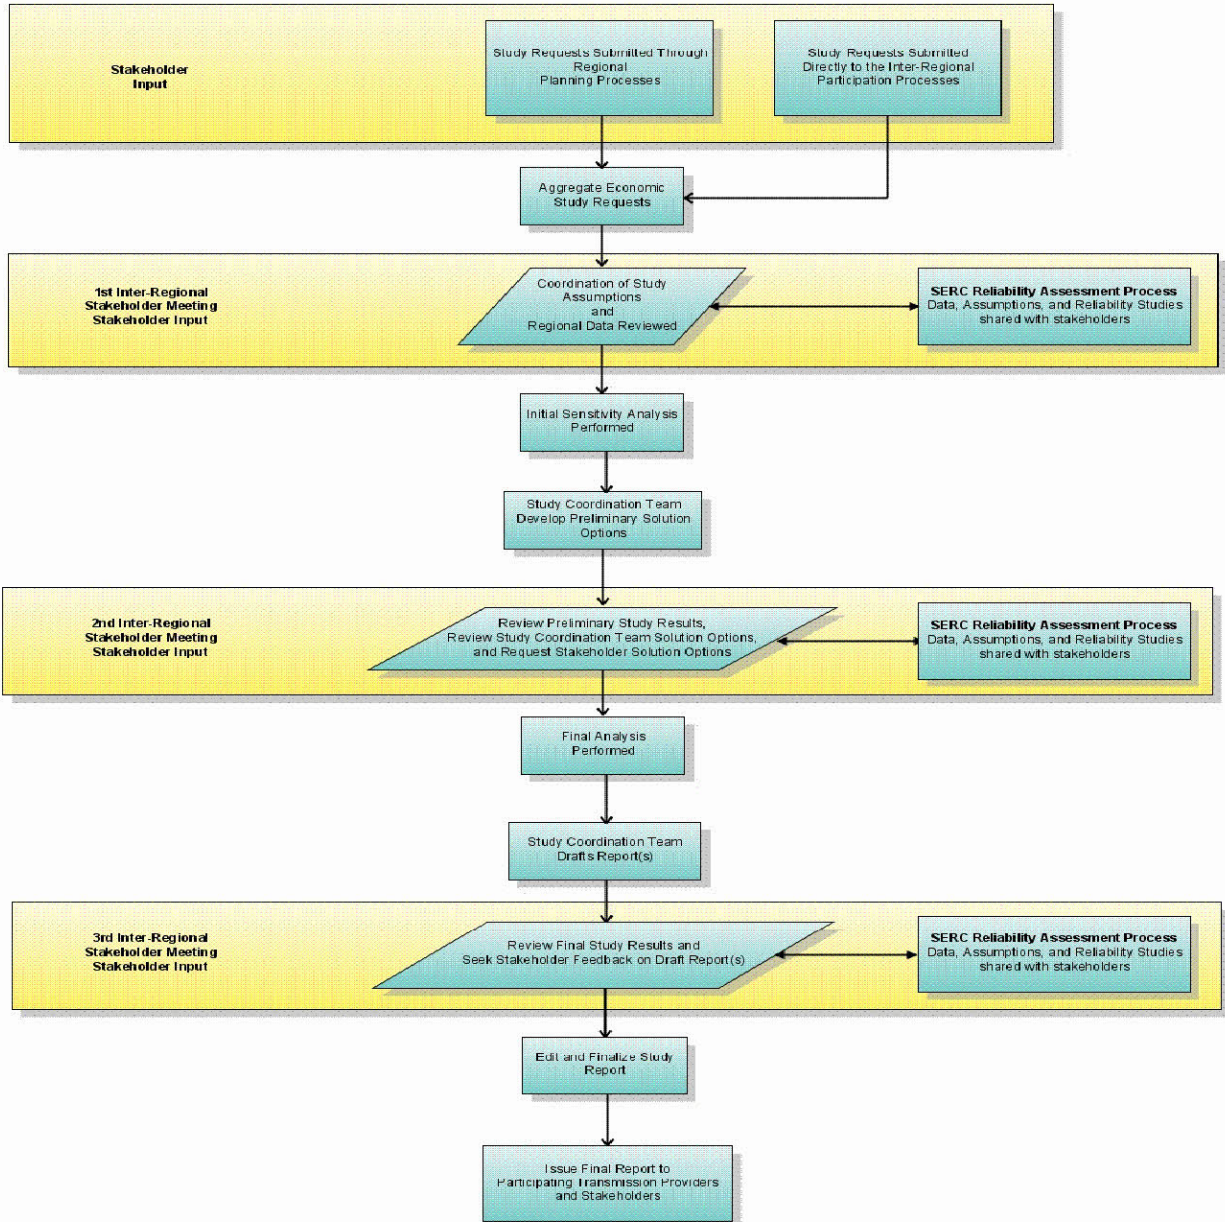 Stakeholder
Input
Study Requests Submitted Through
Regional
Planning Processes
Study Requests Submitted
Directly to the Inter-Regional
Participation Processes
Aggregate Economic
Study Requests
1st Inter-Regional
Stakeholder Meeting
Stakeholder Input
Coordination of Study
Assumptions
and
Regional Data Reviewed
SERC Reliability Assessment Process
Data, Assumptions, and Reliability Studies
shared with stakeholders
Initial Sensitivity Analysis
Performed
Study Coordination Team
Develop Preliminary Solution
Options
2nd Inter-Regional
Stakeholder Meeting
Stakeholder Input
Review Preliminary Study Results,
Review Study Coordination Team Solution Options,
and Request Stakeholder Solution Options
SERC Reliability Assessment Process
Data, Assumptions, and Reliability Studies
shared with stakeholders
Final Analysis
Performed
Study Coordination Team
Drafts Report(s)
3rd Inter-Regional
Stakeholder Meeting
Stakeholder Input
Review Final Study Results and
Seek Stakeholder Feedback on Draft Report(s)
SERC Reliability Assessment Process
Data, Assumptions, and Reliability Studies
shared with stakeholders
Edit and Finalize Study
Report
Issue Final Report to
Participating Transmission Providers
and Stakeholders